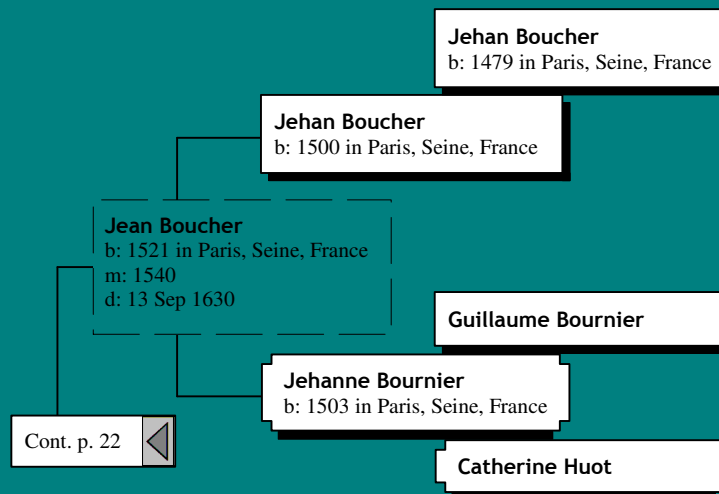 Jehan Boucher
b: 1479 in Paris, Seine, France
Jehan Boucher
b: 1500 in Paris, Seine, France
Jean Boucher
b: 1521 in Paris, Seine, France
m: 1540
d: 13 Sep 1630
Guillaume Bournier
Jehanne Bournier
b: 1503 in Paris, Seine, France
Cont. p. 22
Catherine Huot